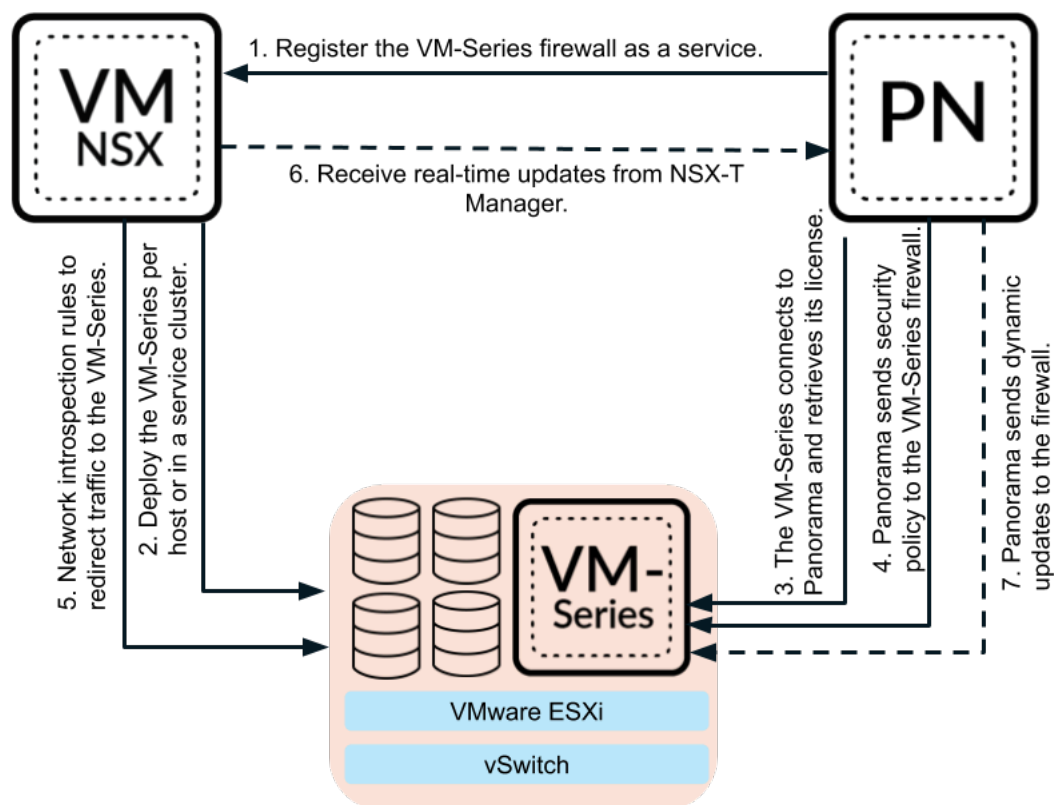 1. Register the VM-Series firewall as a service.
VM
NSX
PN
6. Receive real-time updates from NSX-T
Manager.
5. Network introspection rules to
redirect traffic to the VM-Series.
2. Deploy the VM-Series per
host or in a service cluster.
3. The VM-Series connects to
Panorama and retrieves its license.
4. Panorama sends security
policy to the VM-Series firewall.
7. Panorama sends dynamic
updates to the firewall.
VM-
Series
VMware ESXi
vSwitch